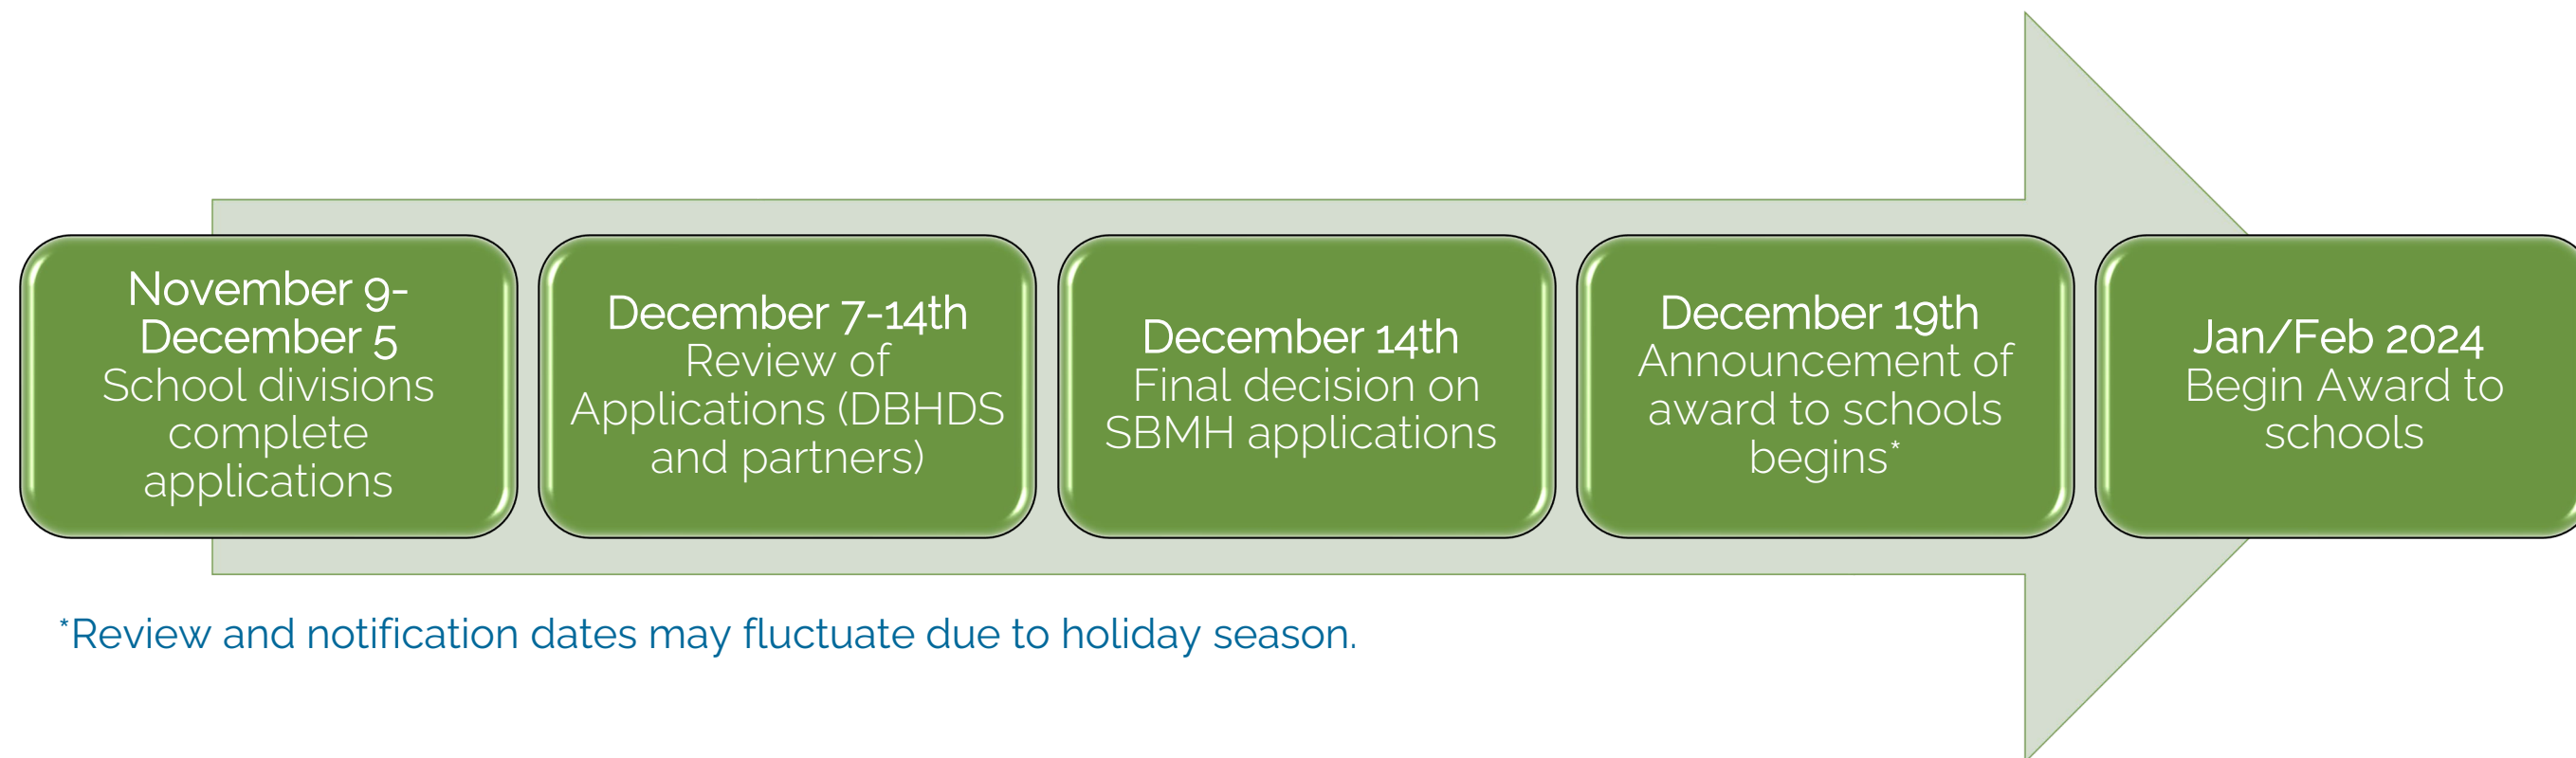 November 9-
December 5
School divisions
complete
applications
December 7-14th
Review of
Applications (DBHDS
and partners)
December 14th
Final decision on
SBMH applications
December 19th
Announcement of
award to schools
begins*
Jan/Feb 2024
Begin Award to
schools
*Review and notification dates may fluctuate due to holiday season.